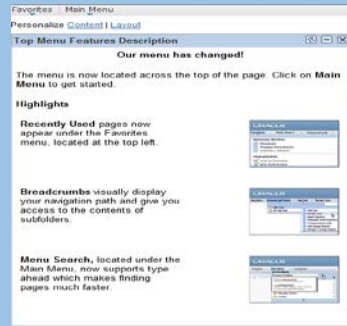 Favorites Main Menu
Personalize Content | Layout
Top Menu Features Description
Our menu has changed!
The menu is now located across the top of the page. Click on Main
Menu to get started.
Highlights
Recently Used pages now
appear under the Favorites
menu, located at the top left.
Breadcrumbs visually display
your navigation path and give you
access to the contents of
subfolders.
Menu Search, located under the
Main Menu, now supports type
ahead which makes finding
pages much faster.